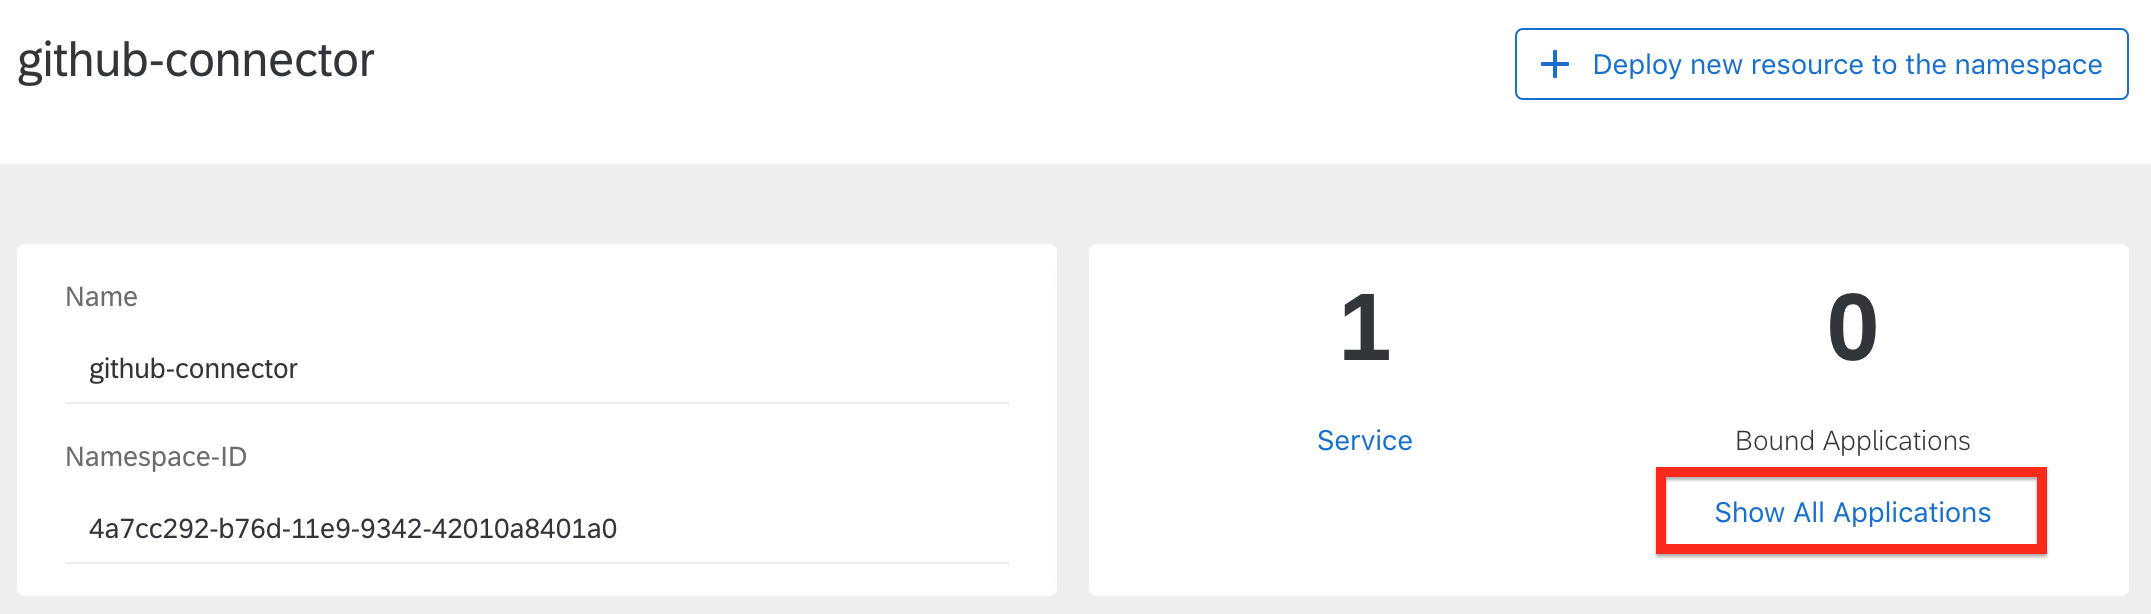 github-connector
Deploy new resource to the namespace
Name
github-connector
Namespace-ID
4a7cc292-b76d-11e9-9342-42010a8401a0
1
Service
0
Bound Applications
Show All Applications